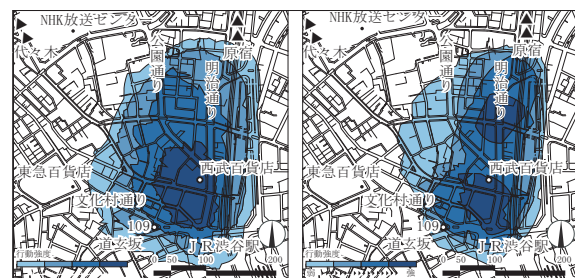 NHK放送センター
代々木
原宿
公園通り
明治通り
西武百貨店
東急百貨店
文化村通り
109
道玄坂
JR渋谷駅
行動強度
0 50 100 200
NHK放送センター
代々木
原宿
公園通り
明治通り
西武百貨店
東急百貨店
文化村通り
109
道玄坂
JR渋谷駅
行動強度
弱 強
0 50 100 200